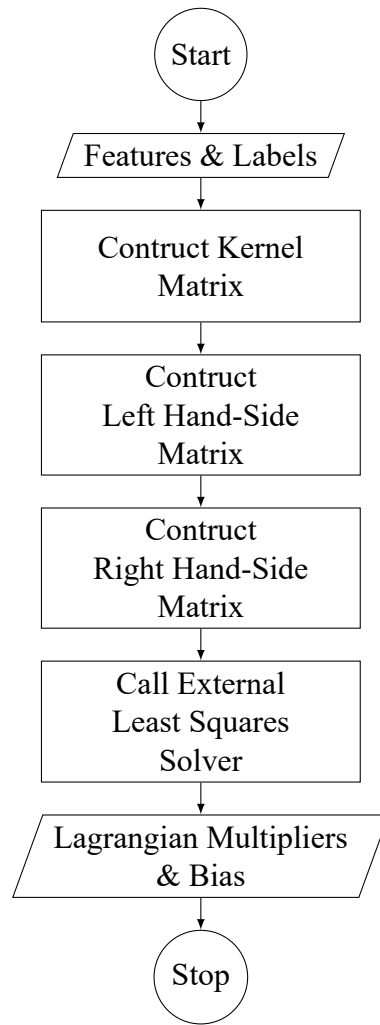 Start
Features & Labels
Contruct Kernel
Matrix
Contruct
Left Hand-Side
Matrix
Contruct
Right Hand-Side
Matrix
Call External
Least Squares
Solver
Lagrangian Multipliers
& Bias
Stop